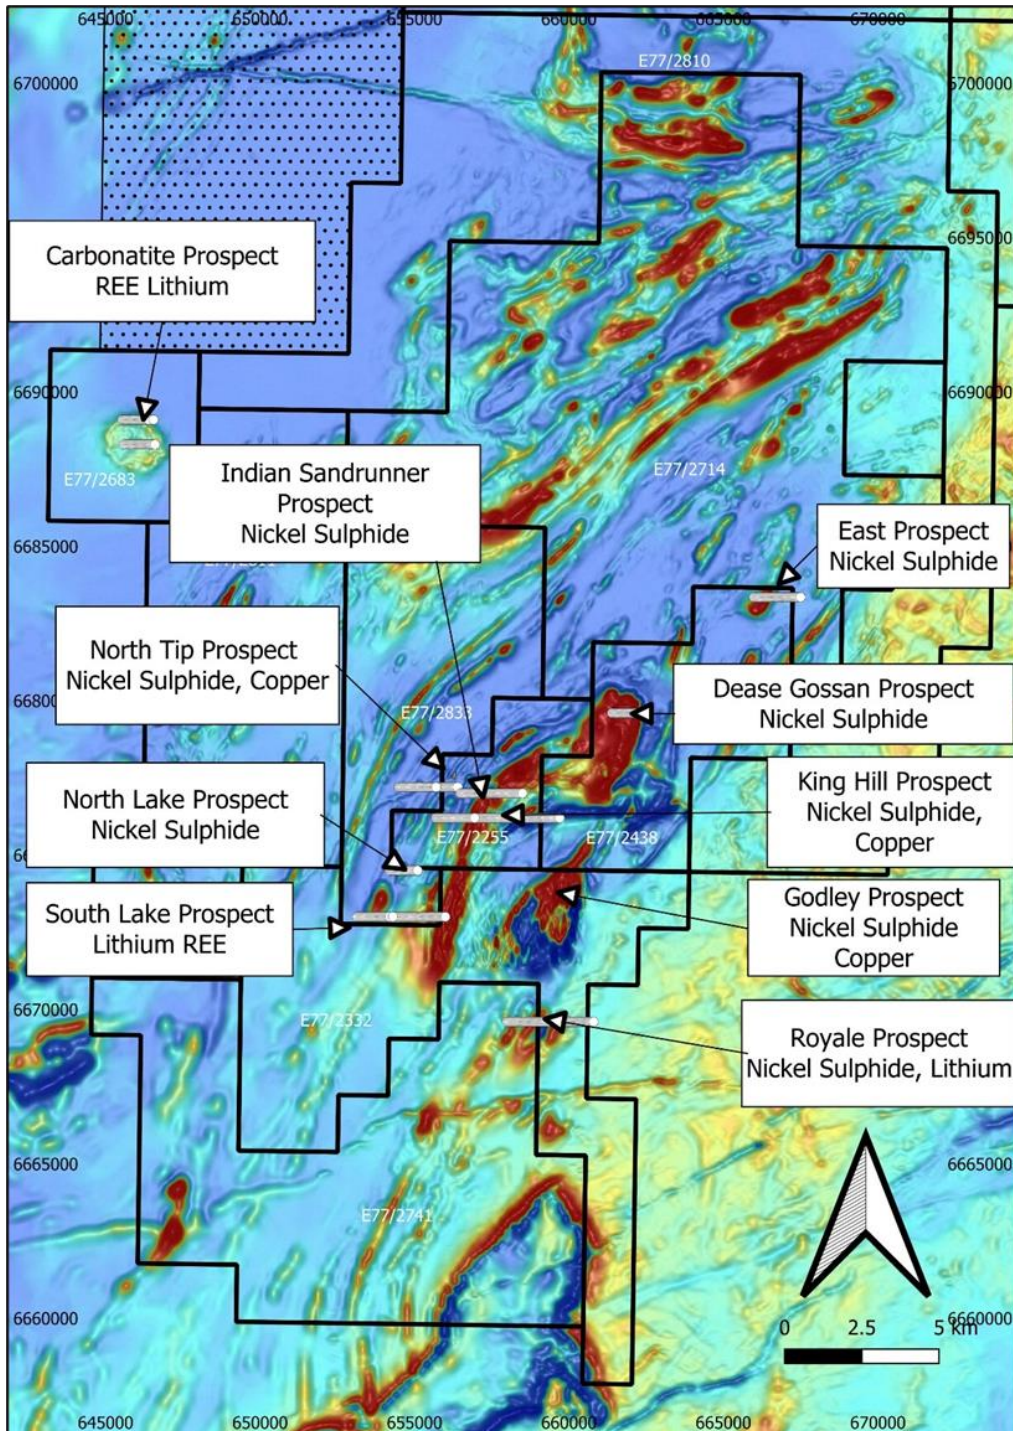 645000
650000
655000
660000
665000
670000
E77/2810
6700000
6700000
6695000
Carbonatite Prospect
REE Lithium
6690000
6690000
E77/2683
Indian Sandrunner
Prospect
Nickel Sulphide
E77/2714
East Prospect
Nickel Sulphide
6685000
North Tip Prospect
Nickel Sulphide, Copper
Dease Gossan Prospect
Nickel Sulphide
E77/2833
North Lake Prospect
Nickel Sulphide
King Hill Prospect
Nickel Sulphide,
Copper
E77/2255
E77/2438
South Lake Prospect
Lithium REE
Godley Prospect
Nickel Sulphide
Copper
6670000
E77/2332
Royale Prospect
Nickel Sulphide, Lithium
6665000
6665000
E77/2741
6660000
6660000
0
2.5
5 km
645000
650000
655000
660000
665000
670000